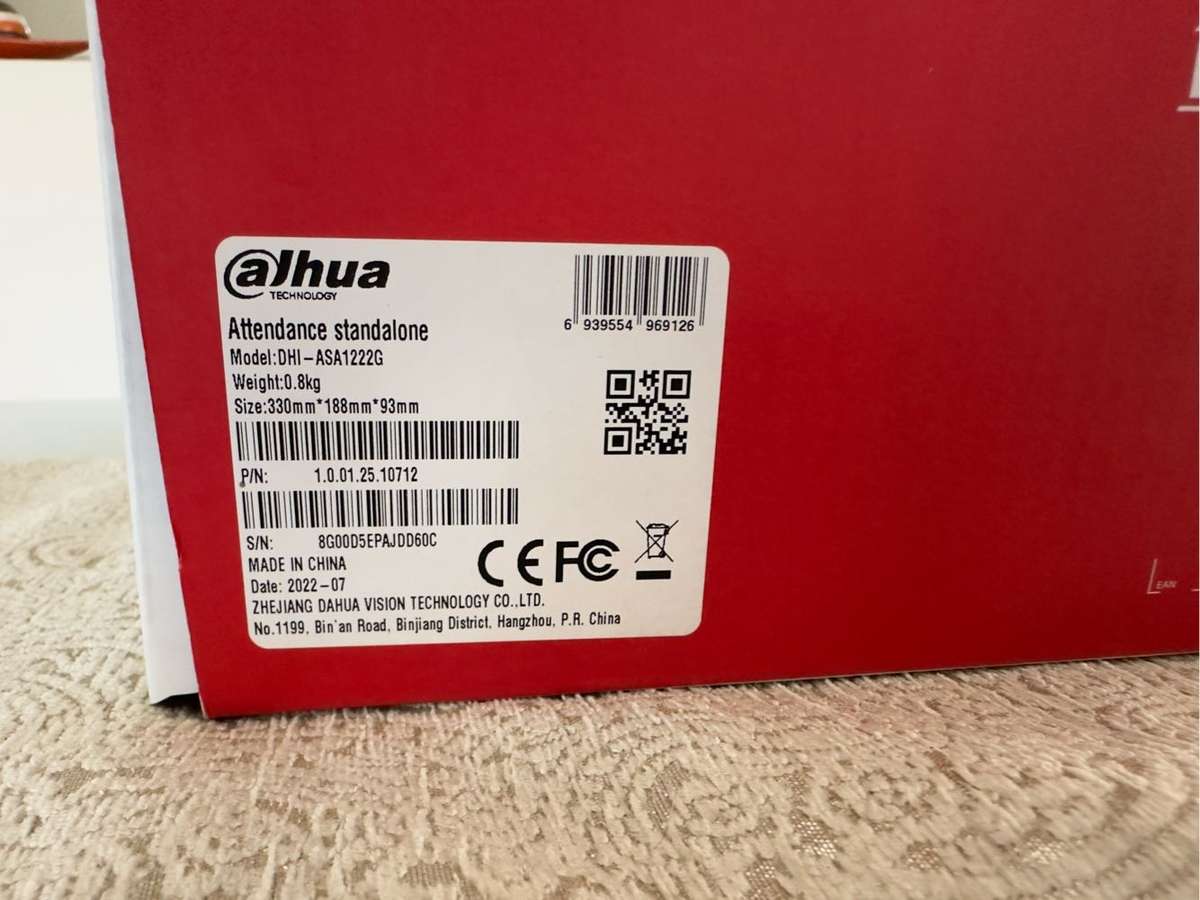 alhua
TECHNOLOGY
Attendance standalone
Model:DHI-ASA1222G
Weight:0.8kg
Size:330mm*188mm*93mm
6 939554 969126
P/N: 1.0.01.25.10712
S/N: 8G00D5EPAJDD60C
MADE IN CHINA
Date: 2022-07
ZHEJIANG DAHUA VISION TECHNOLOGY CO.,LTD.
No.1199, Bin'an Road, Binjiang District, Hangzhou, P.R. China
CE FC
EAN